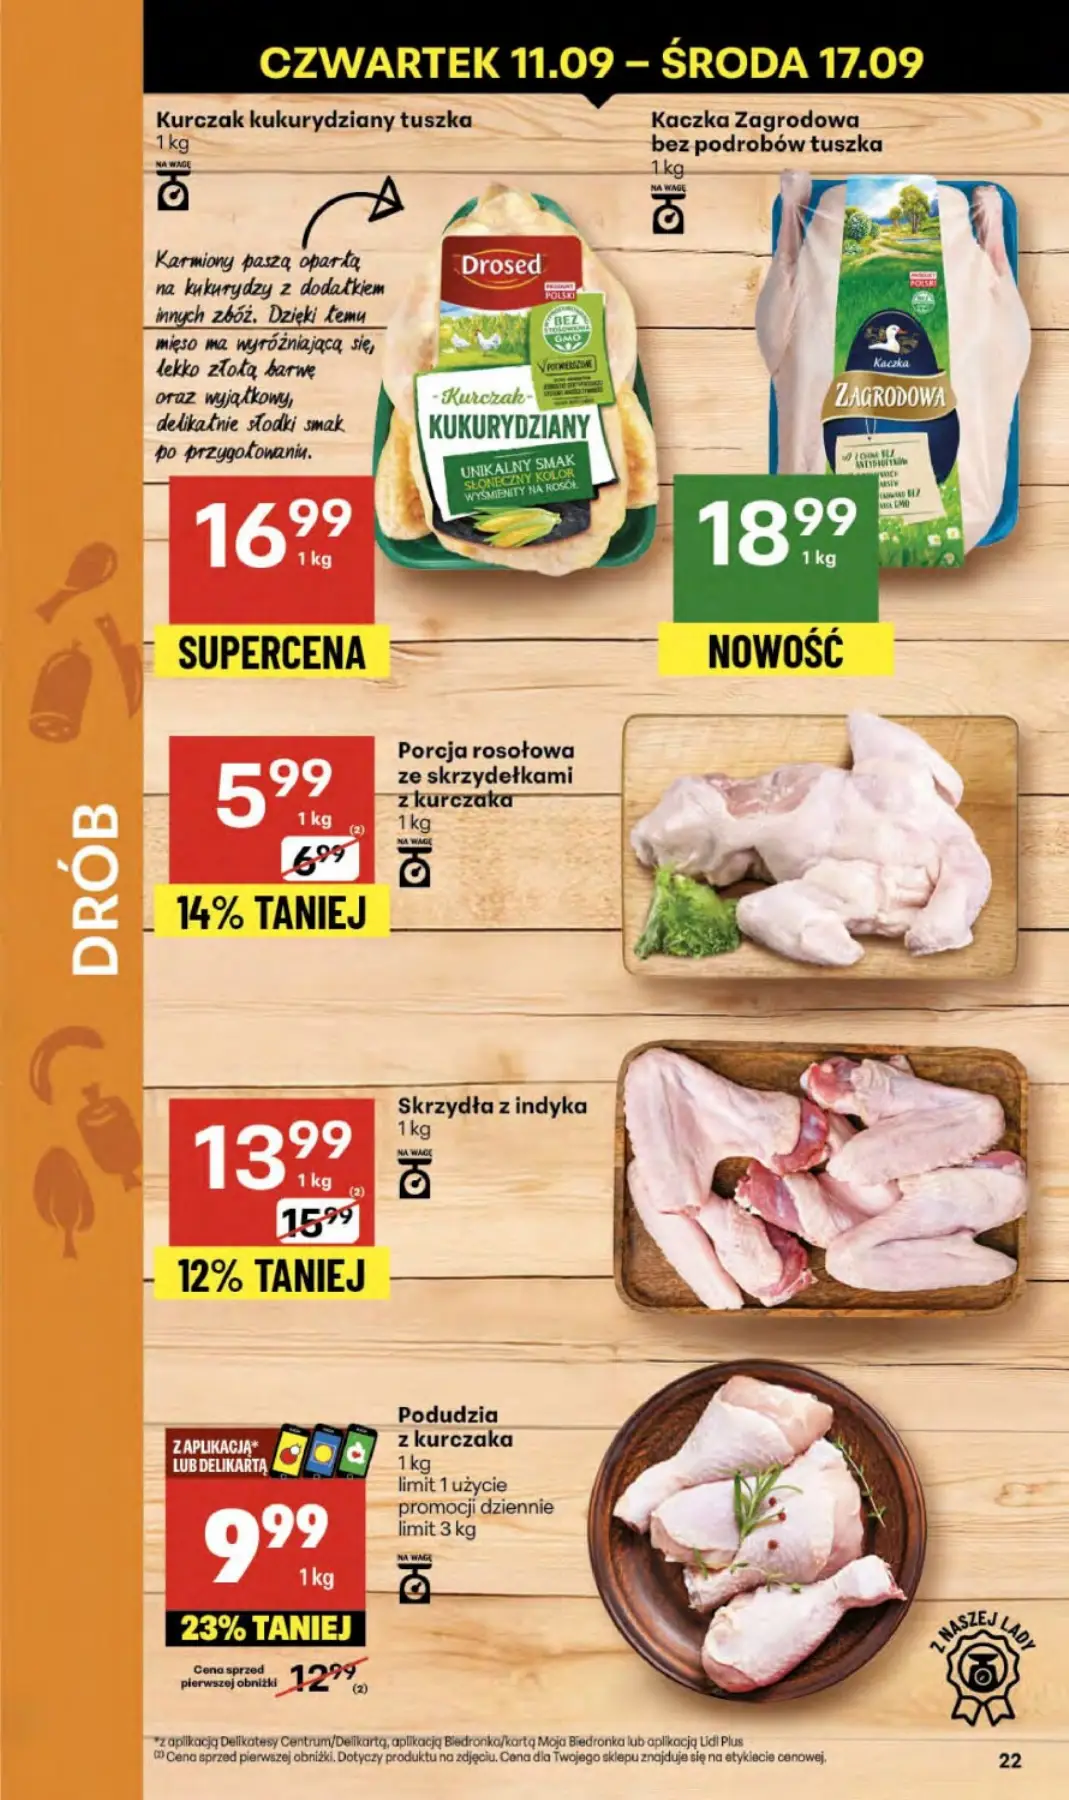 CZWARTEK 11.09 – ŚRODA 17.09
Kurczak kukurydziany tuszka
1 kg
NA WAGĘ
Karmiony paszą opartą
na kukurydzy z dodatkiem
innych zbóż. Dzięki temu
mięso ma wyróżniającą się,
lekko złotą barwę
oraz wyjątkowy,
delikatnie słodki smak
po przygotowaniu.
Drosed
PRODUKT
POLSKI
BEZ
GMO
POTWIERDZONE
Kurczak
KUKURYDZIANY
UNIKALNY SMAK
SŁONECZNY KOLOR
WYŚMIENITY NA ROSÓŁ
16 99
1 kg
SUPERCENA
Kaczka Zagrodowa
bez podrobów tuszka
1 kg
NA WAGĘ
PRODUKT
POLSKI
Kaczka
ZAGRODOWA
18 99
1 kg
NOWOŚĆ
DRÓB
5 99
1 kg
(2)
6 99
14% TANIEJ
Porcja rosołowa
ze skrzydełkami
z kurczaka
1 kg
NA WAGĘ
13 99
1 kg
(2)
15 99
12% TANIEJ
Skrzydła z indyka
1 kg
NA WAGĘ
Z APLIKACJĄ*
LUB DELIKARTĄ
9 99
1 kg
23% TANIEJ
Cena sprzed
pierwszej obniżki
12 99
(2)
Podudzia
z kurczaka
1 kg
limit 1 użycie
promocji dziennie
limit 3 kg
NA WAGĘ
Z NASZEJ LADY
*z aplikacją Delikatesy Centrum/Delikartą, aplikacją Biedronka/kartą Moja Biedronka lub aplikacją Lidl Plus
(2) Cena sprzed pierwszej obniżki. Dotyczy produktu na zdjęciu. Cena dla Twojego sklepu znajduje się na etykiecie cenowej.
22